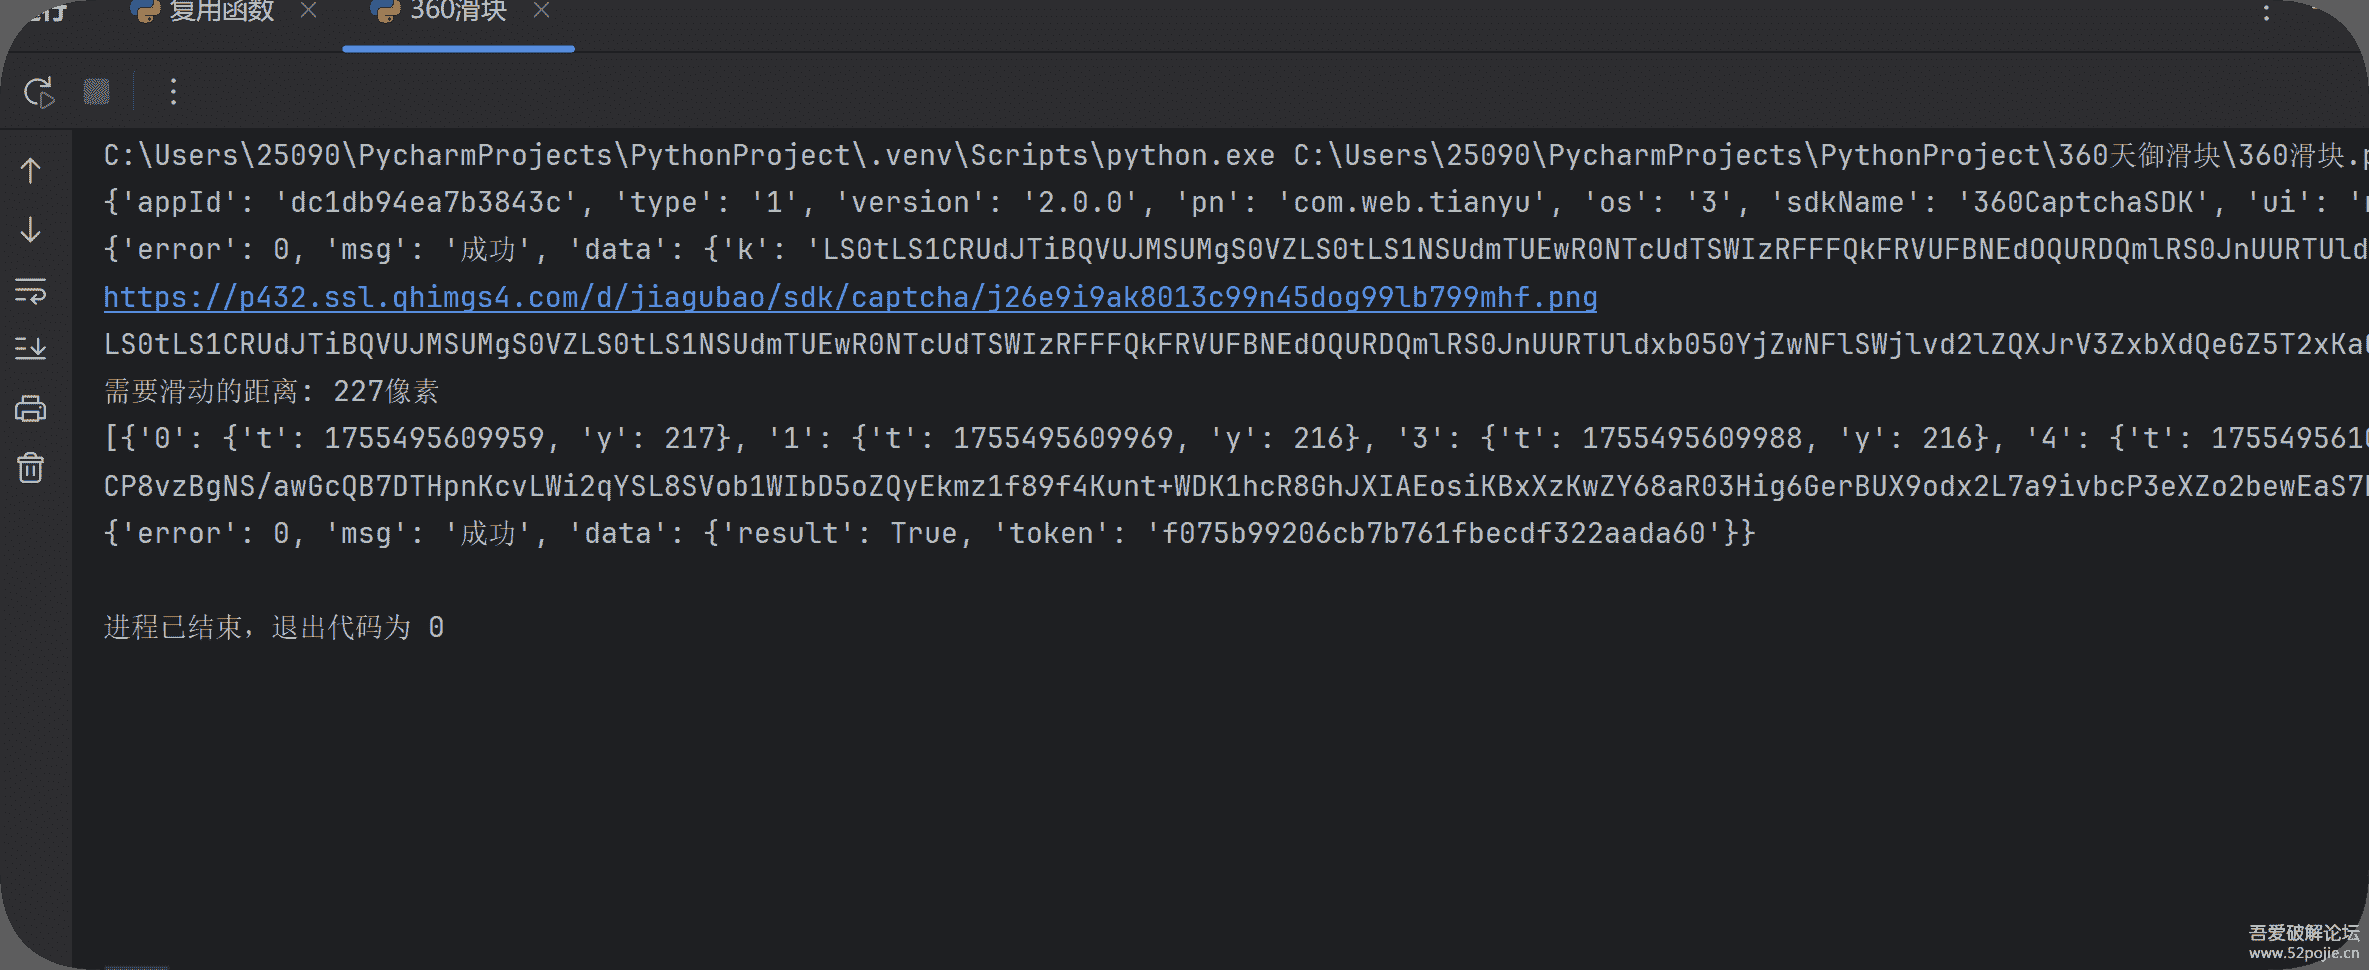 复用函数
360滑块
C:\Users\25090\PycharmProjects\PythonProject\.venv\Scripts\python.exe C:\Users\25090\PycharmProjects\PythonProject\360天御滑块\360滑块.p
{'appId': 'dc1db94ea7b3843c', 'type': '1', 'version': '2.0.0', 'pn': 'com.web.tianyu', 'os': '3', 'sdkName': '360CaptchaSDK', 'ui': '
{'error': 0, 'msg': '成功', 'data': {'k': 'LS0tLS1CRUdJTiBQVUJMSUMgS0VZLS0tLS1NSUdmTUEwR0NTcUdTSWIzRFFFQkFRVUFBNEdOQURDQmlRS0JnUURTUld
https://p432.ssl.qhimgs4.com/d/jiagubao/sdk/captcha/j26e9i9ak8013c99n45dog99lb799mhf.png
LS0tLS1CRUdJTiBQVUJMSUMgS0VZLS0tLS1NSUdmTUEwR0NTcUdTSWIzRFFFQkFRVUFBNEdOQURDQmlRS0JnUURTUldxb050YjZwNFlSWjlvd2lZQXJrV3ZxbXdQeGZ5T2xKa
需要滑动的距离: 227像素
[{'0': {'t': 1755495609959, 'y': 217}, '1': {'t': 1755495609969, 'y': 216}, '3': {'t': 1755495609988, 'y': 216}, '4': {'t': 175549561
CP8vzBgNS/awGcQB7DTHpnKcvLWi2qYSL8SVob1WIbD5oZQyEkmz1f89f4Kunt+WDK1hcR8GhJXIAEosiKBxXzKwZY68aR03Hig6GerBUX9odx2L7a9ivbcP3eXZo2bewEaS7
{'error': 0, 'msg': '成功', 'data': {'result': True, 'token': 'f075b99206cb7b761fbecdf322aada60'}}
进程已结束，退出代码为 0
吾爱破解论坛
www.52pojie.cn